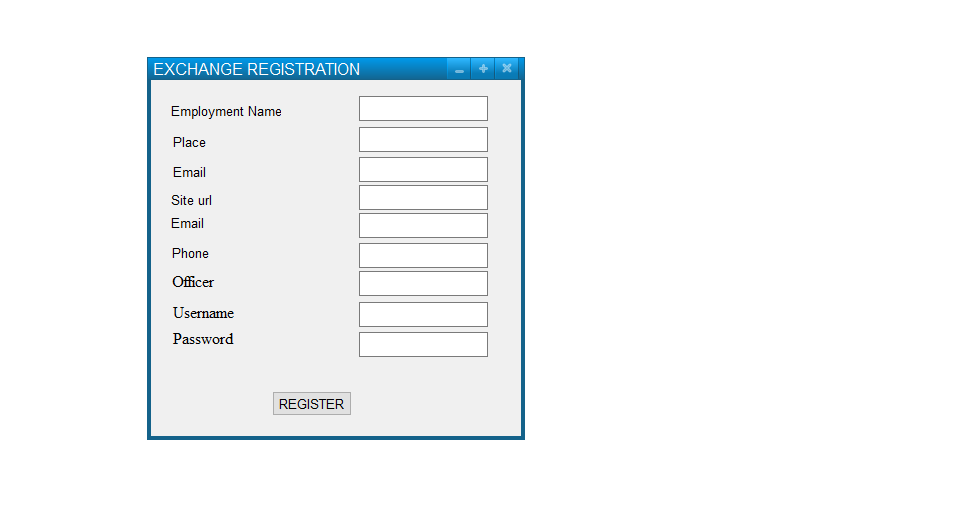 EXCHANGE REGISTRATION
Employment Name
Place
Email
Site url
Email
Phone
Officer
Username
Password
REGISTER